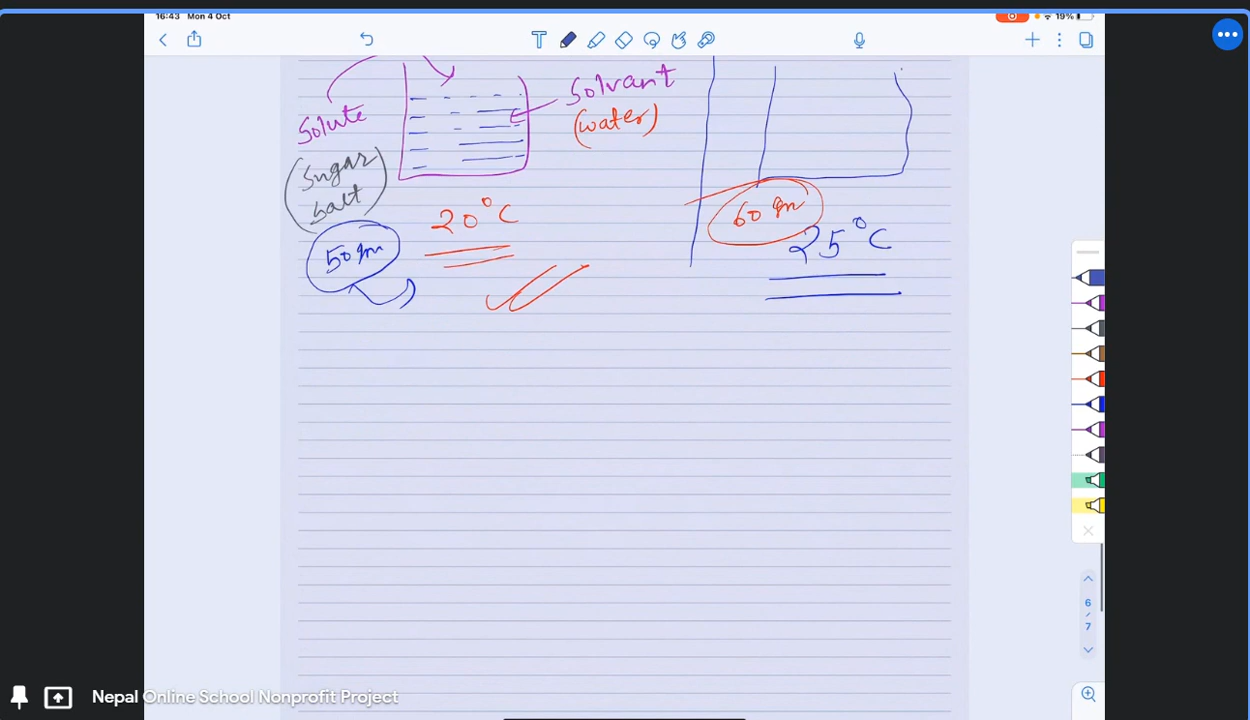 16:43 Mon 4 Oct
19%
Solute
Solvant
(water)
(Sugar
Salt)
50 gm
20°C
60 gm
25°C
6
/
7
Nepal Online School Nonprofit Project